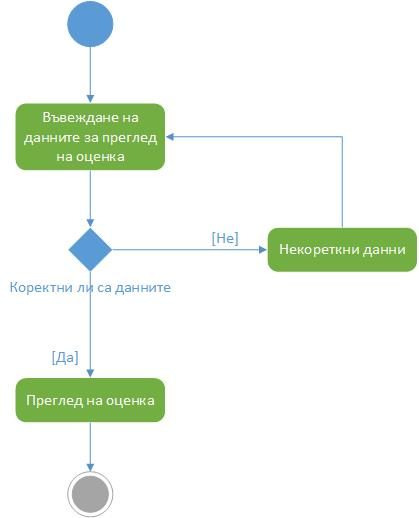 Въвеждане на
данните за преглед
на оценка
[Не]
Некореткни данни
Коректни ли са данните
[Да]
Преглед на оценка